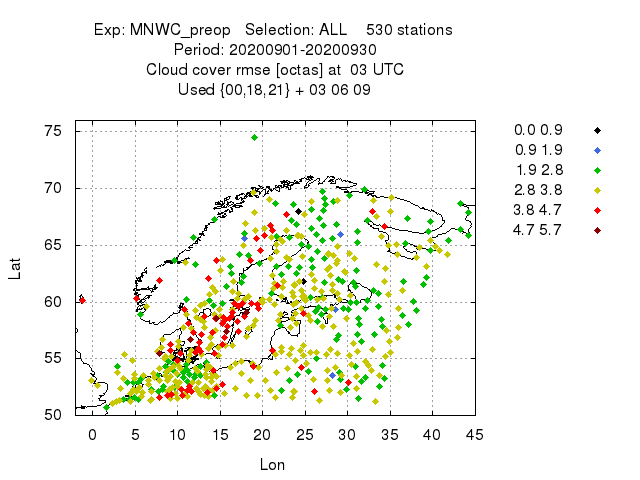 Exp: MNWC_preop Selection: ALL 530 stations
Period: 20200901-20200930
Cloud cover rmse [octas] at 03 UTC
Used {00,18,21} + 03 06 09
0.0 0.9
0.9 1.9
1.9 2.8
2.8 3.8
3.8 4.7
4.7 5.7
75
70
65
60
55
50
Lat
0 5 10 15 20 25 30 35 40 45
Lon